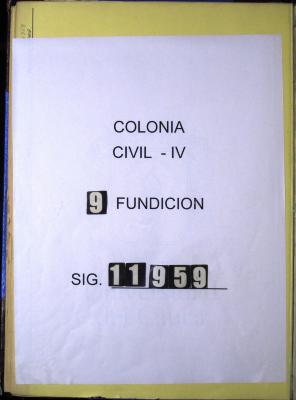 COLONIA
CIVIL - IV
9 FUNDICION
SIG. 11959